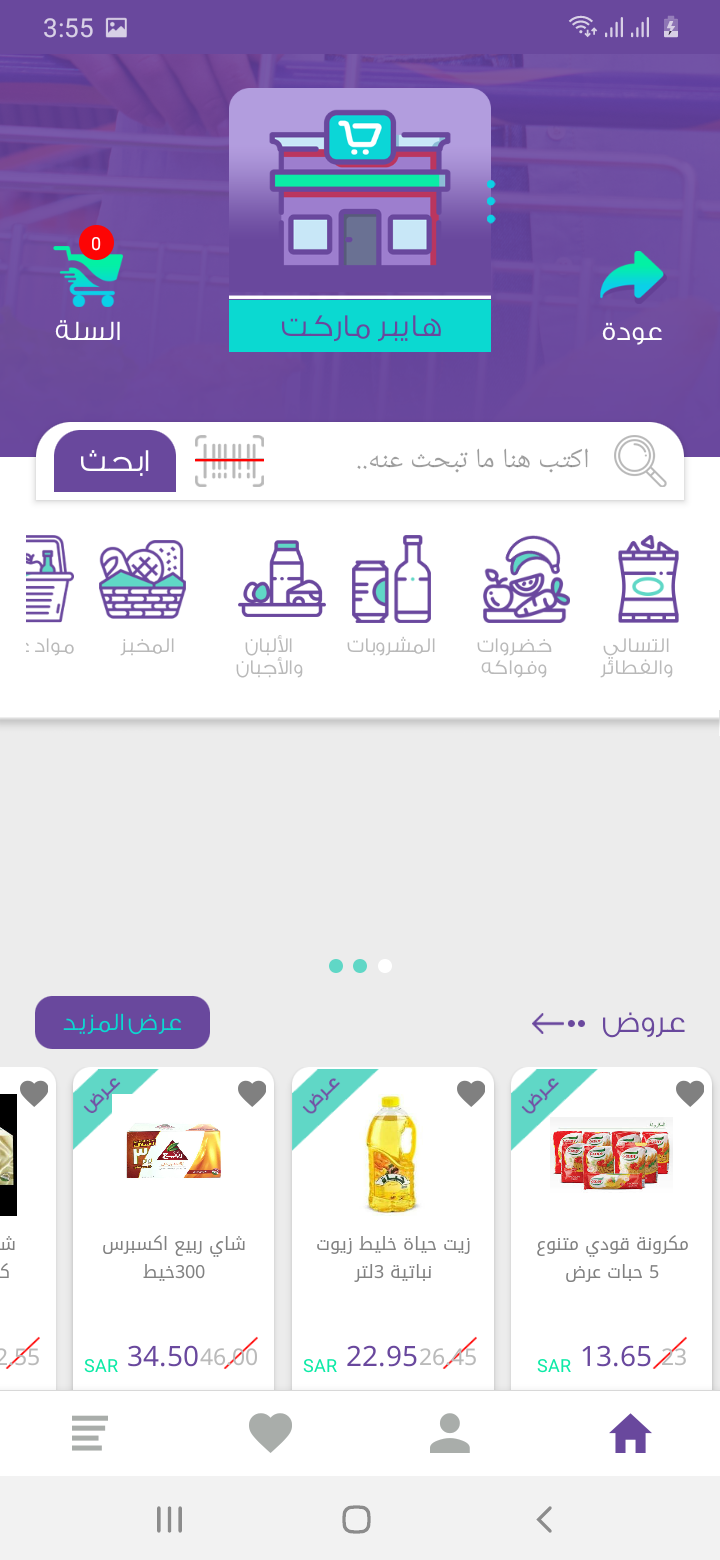 3:55
هايبر ماركت
عودة
0
السلة
اكتب هنا ما تبحث عنه..
ابحث
التسالي
والفطائر
خضروات
وفواكه
المشروبات
الألبان
والأجبان
المخبز
مواد
عروض
عرض المزيد
عرض
عرض
عرض
مكرونة قودي متنوع
5 حبات عرض
23 13.65 SAR
زيت حياة خليط زيوت
نباتية 3لتر
26.45 22.95 SAR
شاي ربيع اكسبرس
300خيط
46.00 34.50 SAR